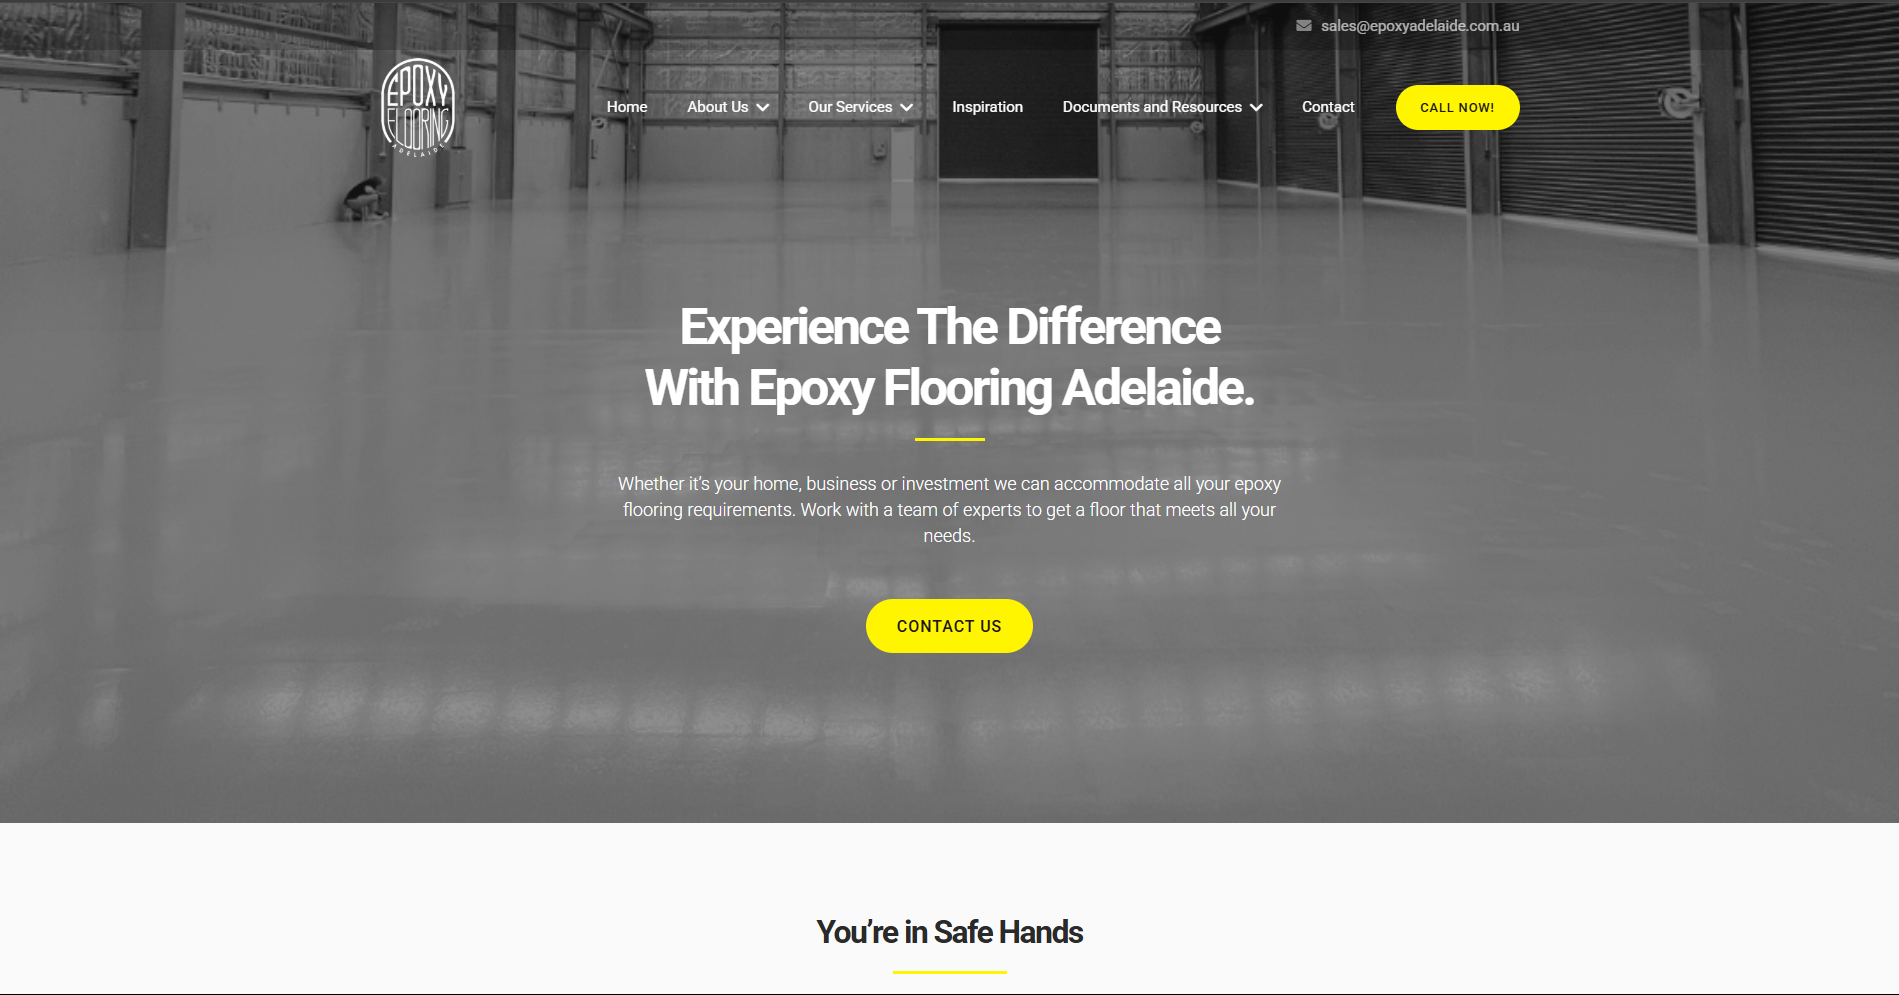 sales@epoxyadelaide.com.au
EPOXY
FLOORING
ADELAIDE
Home
About Us
Our Services
Inspiration
Documents and Resources
Contact
CALL NOW!
Experience The Difference
With Epoxy Flooring Adelaide.
Whether it’s your home, business or investment we can accommodate all your epoxy
flooring requirements. Work with a team of experts to get a floor that meets all your
needs.
CONTACT US
You’re in Safe Hands